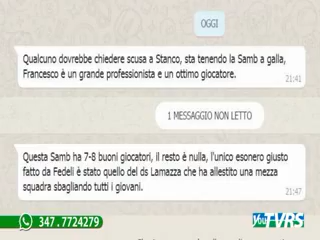 OGGI
Qualcuno dovrebbe chiedere scusa a Stanco, sta tenendo la Samb a galla,
Francesco è un grande professionista e un ottimo giocatore.
21:41
1 MESSAGGIO NON LETTO
Questa Samb ha 7-8 buoni giocatori, il resto è nulla, l'unico esonero giusto
fatto da Fedeli è stato quello del ds Lamazza che ha allestito una mezza
squadra sbagliando tutti i giovani.
21:47
347.7724279
You TVRS